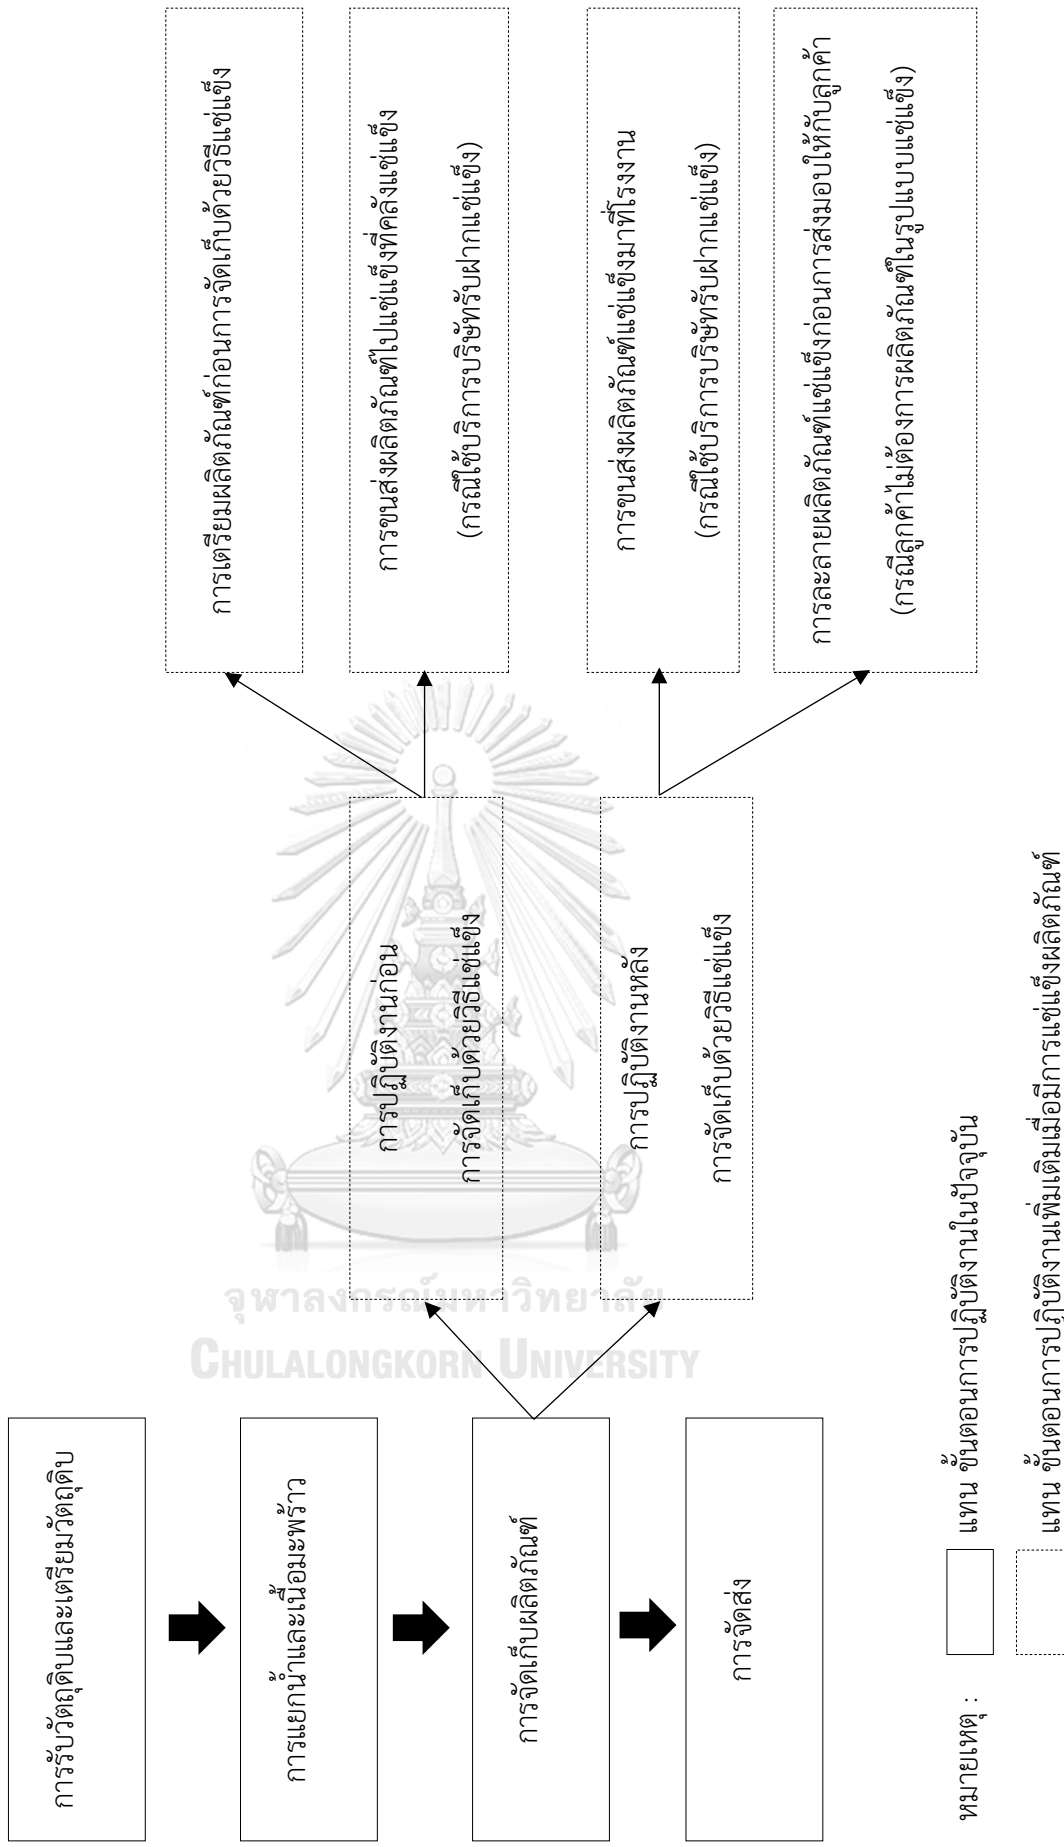 การรับวัตถุดิบและเตรียมวัตถุดิบ
การแยกน้ำและเนื้อมะพร้าว
การจัดเก็บผลิตภัณฑ์
การจัดส่ง
การปฏิบัติงานก่อน
การจัดเก็บด้วยวิธีแช่แข็ง
การปฏิบัติงานหลัง
การจัดเก็บด้วยวิธีแช่แข็ง
การเตรียมผลิตภัณฑ์ก่อนการจัดเก็บด้วยวิธีแช่แข็ง
การขนส่งผลิตภัณฑ์ไปแช่แข็งที่คลังแช่แข็ง
(กรณีใช้บริการบริษัทรับฝากแช่แข็ง)
การขนส่งผลิตภัณฑ์แช่แข็งมาที่โรงงาน
(กรณีใช้บริการบริษัทรับฝากแช่แข็ง)
การละลายผลิตภัณฑ์แช่แข็งก่อนการส่งมอบให้กับลูกค้า
(กรณีลูกค้าไม่ต้องการผลิตภัณฑ์ในรูปแบบแช่แข็ง)
หมายเหตุ : แทน ขั้นตอนการปฏิบัติงานในปัจจุบัน
แทน ขั้นตอนการปฏิบัติงานเพิ่มเติมเมื่อมีการแช่แข็งผลิตภัณฑ์
จุฬาลงกรณ์มหาวิทยาลัย
CHULALONGKORN UNIVERSITY